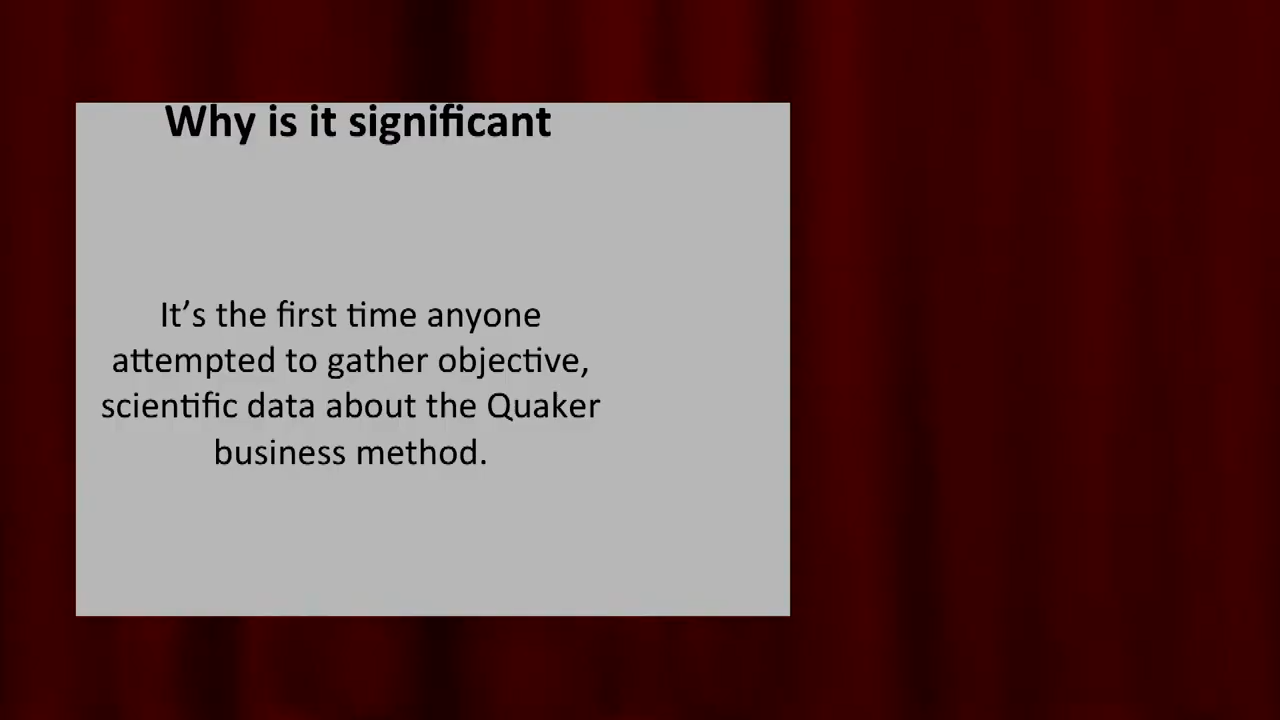 Why is it significant
It’s the first time anyone
attempted to gather objective,
scientific data about the Quaker
business method.